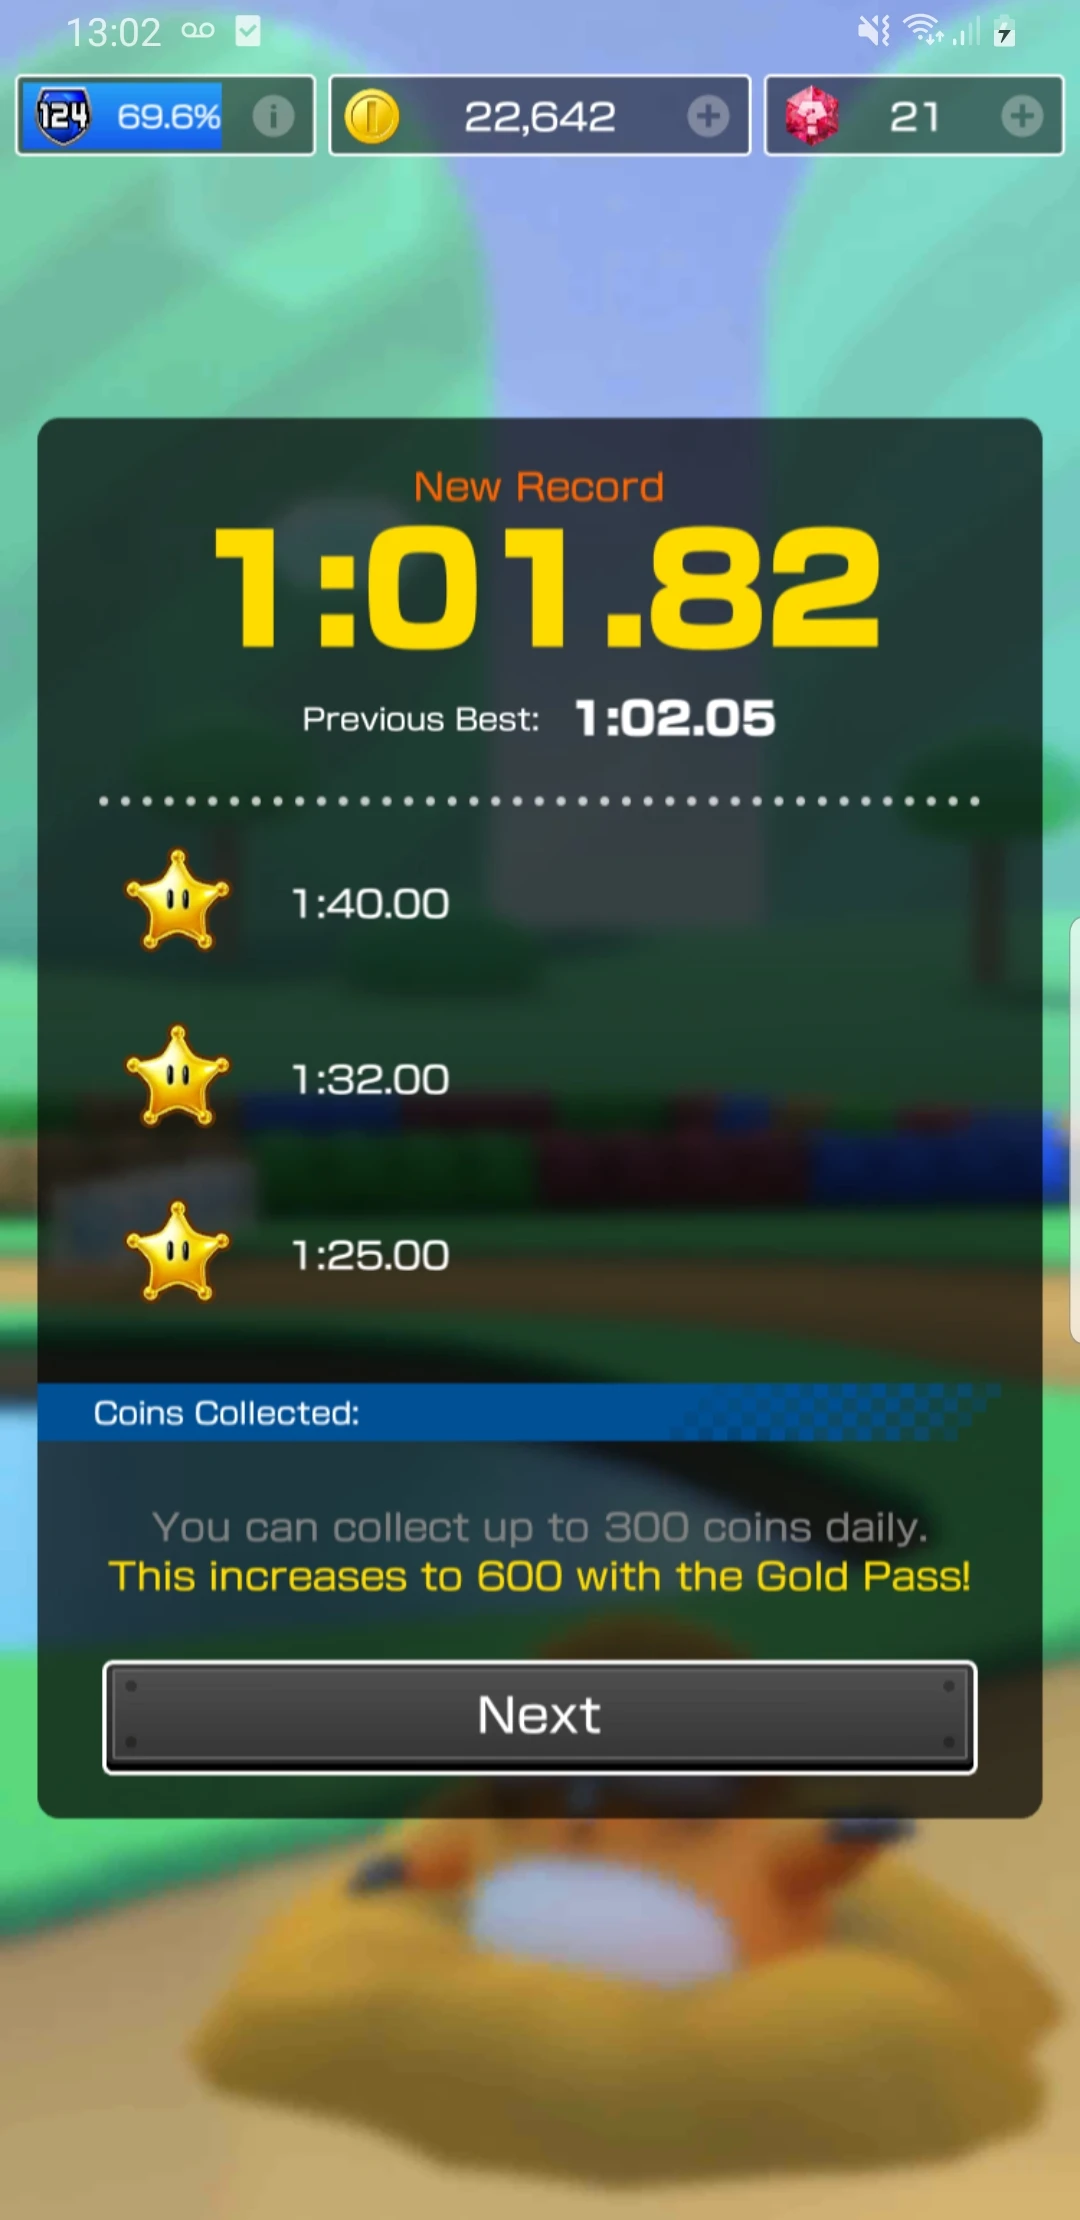 13:02
124 69.6% 22,642 21
New Record
1:01.82
Previous Best: 1:02.05
1:40.00
1:32.00
1:25.00
Coins Collected:
You can collect up to 300 coins daily.
This increases to 600 with the Gold Pass!
Next